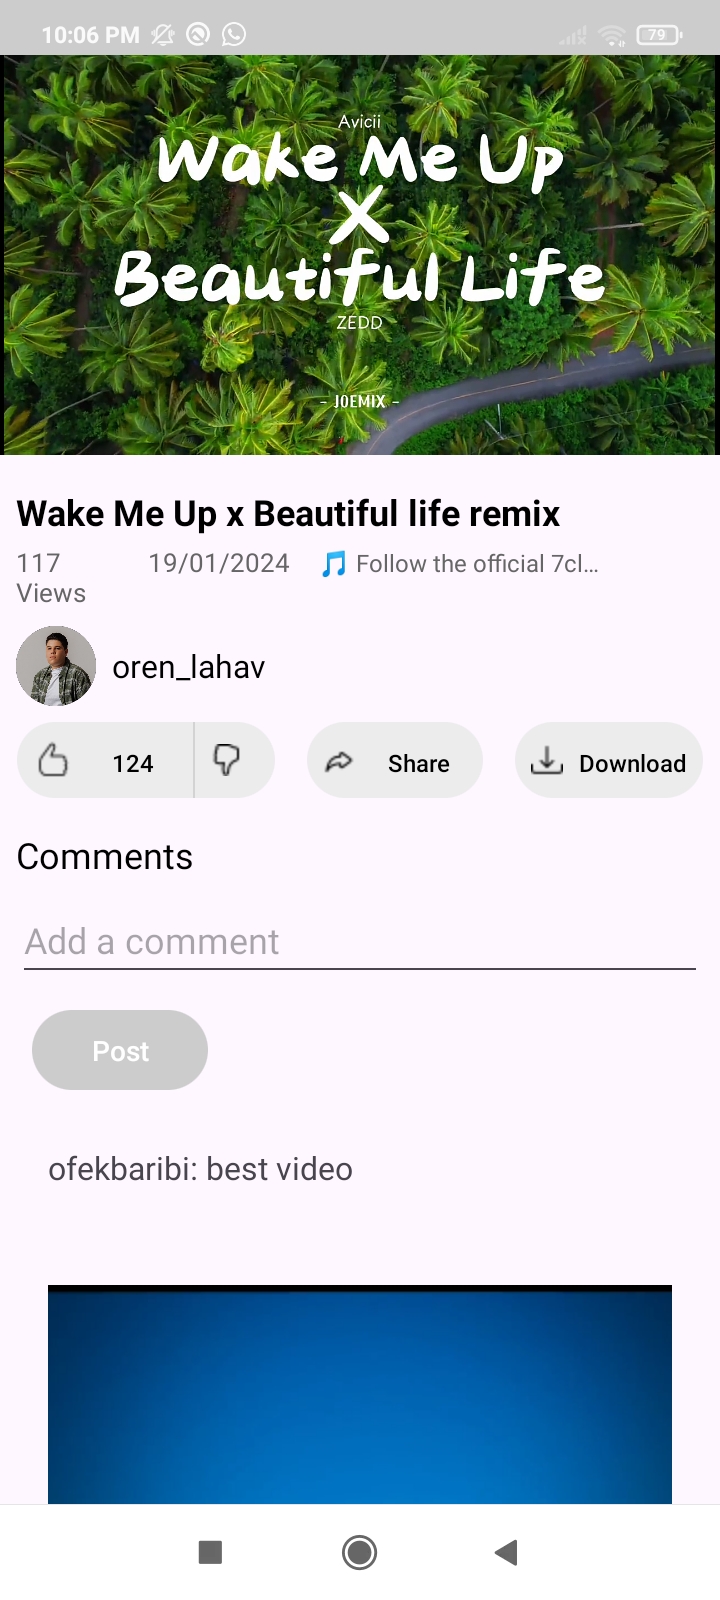 10:06 PM
79
Avicii
Wake Me Up
X
Beautiful Life
ZEDD
- JOEMIX -
Wake Me Up x Beautiful life remix
117 Views
19/01/2024
🎵 Follow the official 7cl...
oren_lahav
124
Share
Download
Comments
Add a comment
Post
ofekbaribi: best video